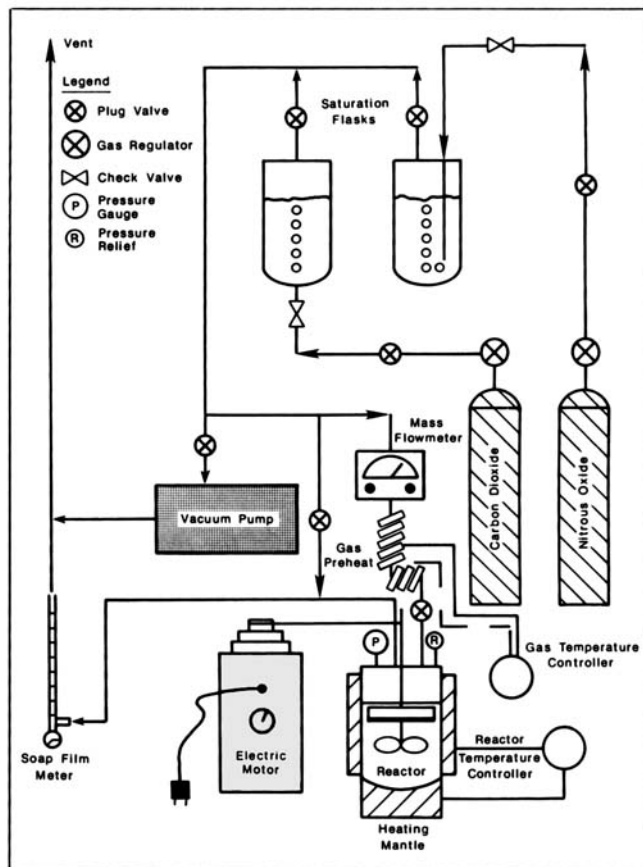 Vent
Legend
Plug Valve
Gas Regulator
Check Valve
P
Pressure
Gauge
R
Pressure
Relief
Saturation
Flasks
Mass
Flowmeter
Carbon Dioxide
Nitrous Oxide
Vacuum Pump
Gas
Preheat
P
R
Gas Temperature
Controller
Soap Film
Meter
Electric
Motor
Reactor
Reactor
Temperature
Controller
Heating
Mantle